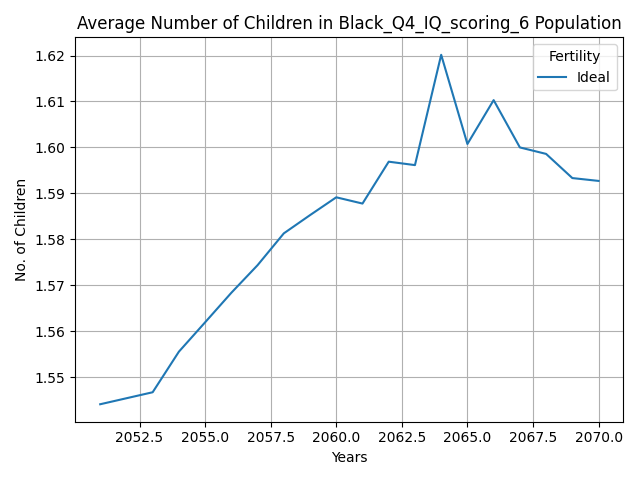 Average Number of Children in Black_Q4_IQ_scoring_6 Population
Fertility
Ideal
1.62
1.61
1.60
1.59
1.58
1.57
1.56
1.55
No. of Children
2052.5 2055.0 2057.5 2060.0 2062.5 2065.0 2067.5 2070.0
Years